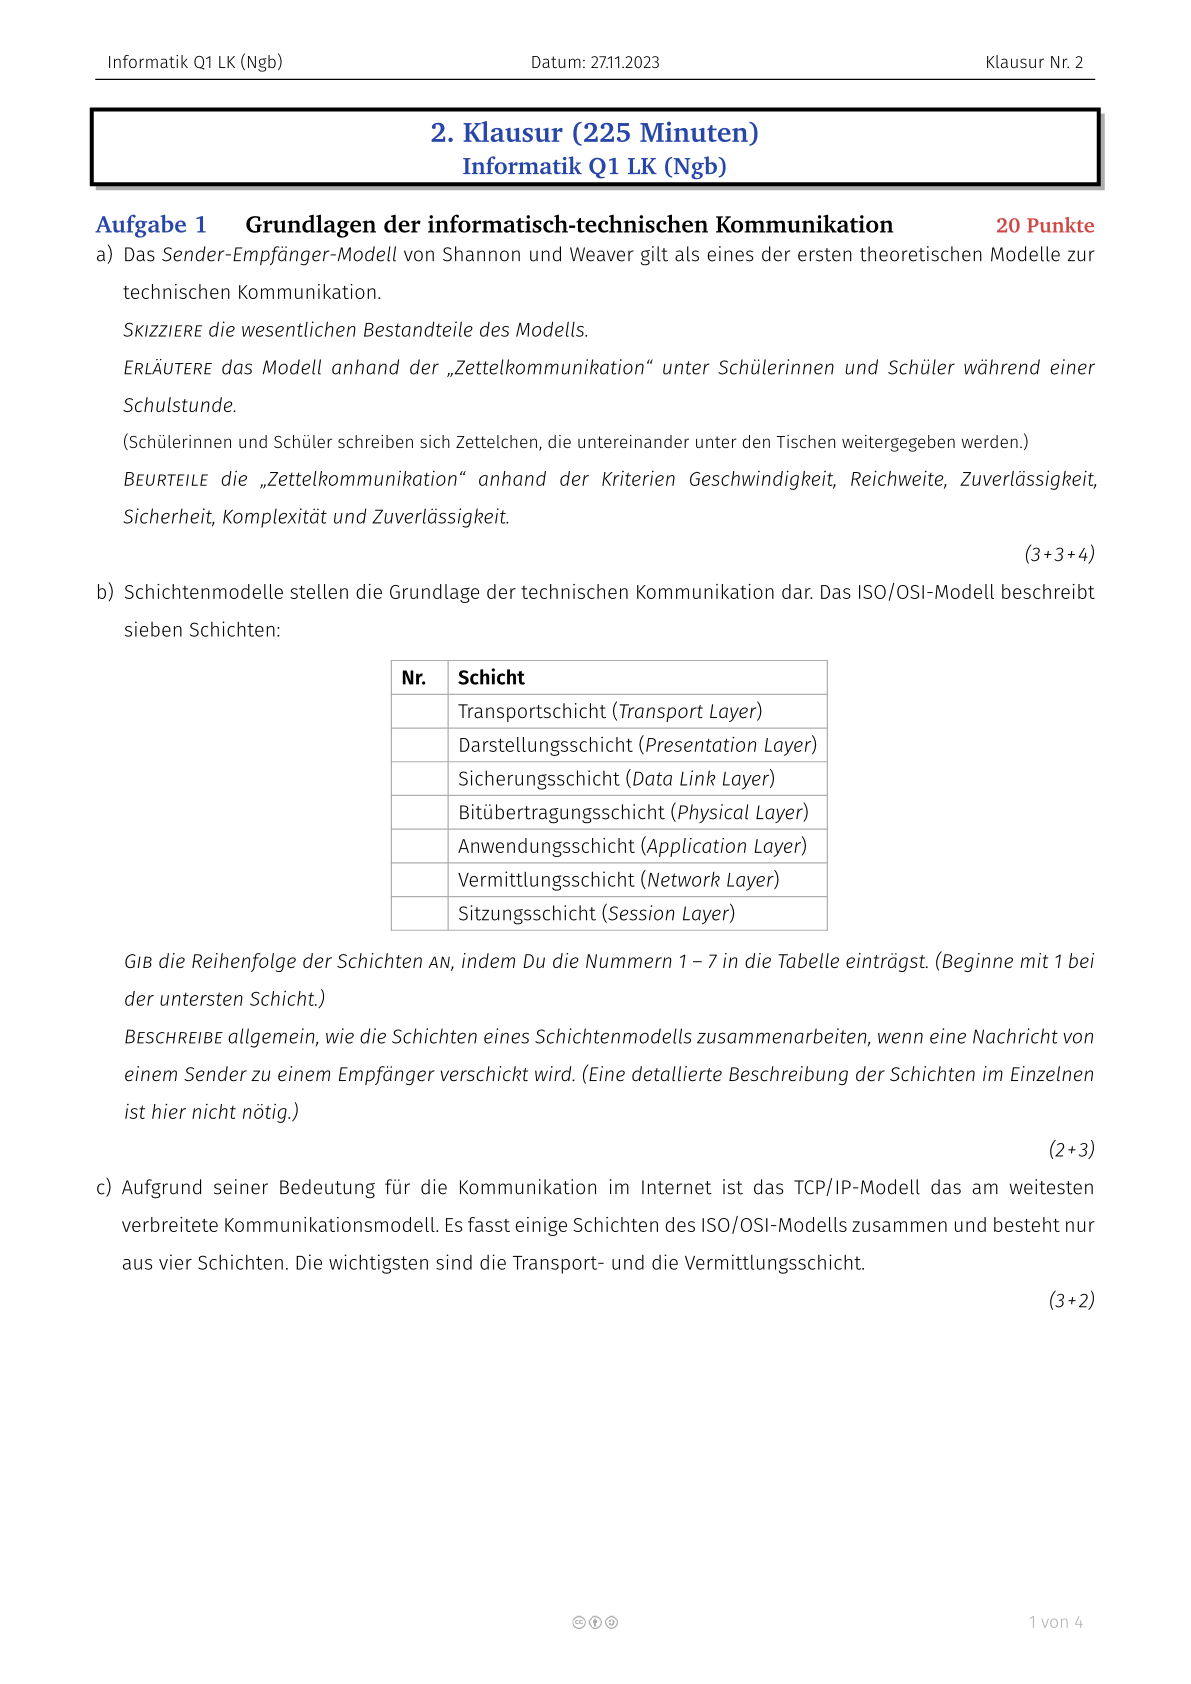 Informatik Q1 LK (Ngb) Datum: 27.11.2023 Klausur Nr. 2
2. Klausur (225 Minuten)
Informatik Q1 LK (Ngb)
Aufgabe 1 Grundlagen der informatisch-technischen Kommunikation 20 Punkte
a) Das Sender-Empfänger-Modell von Shannon und Weaver gilt als eines der ersten theoretischen Modelle zur
technischen Kommunikation.
SKIZZIERE die wesentlichen Bestandteile des Modells.
ERLÄUTERE das Modell anhand der „Zettelkommunikation“ unter Schülerinnen und Schüler während einer
Schulstunde.
(Schülerinnen und Schüler schreiben sich Zettelchen, die untereinander unter den Tischen weitergegeben werden.)
BEURTEILE die „Zettelkommunikation“ anhand der Kriterien Geschwindigkeit, Reichweite, Zuverlässigkeit,
Sicherheit, Komplexität und Zuverlässigkeit.
(3+3+4)
b) Schichtenmodelle stellen die Grundlage der technischen Kommunikation dar. Das ISO/OSI-Modell beschreibt
sieben Schichten:
Nr. Schicht
Transportschicht (Transport Layer)
Darstellungsschicht (Presentation Layer)
Sicherungsschicht (Data Link Layer)
Bitübertragungsschicht (Physical Layer)
Anwendungsschicht (Application Layer)
Vermittlungsschicht (Network Layer)
Sitzungsschicht (Session Layer)
GIB die Reihenfolge der Schichten AN, indem Du die Nummern 1 – 7 in die Tabelle einträgst. (Beginne mit 1 bei
der untersten Schicht.)
BESCHREIBE allgemein, wie die Schichten eines Schichtenmodells zusammenarbeiten, wenn eine Nachricht von
einem Sender zu einem Empfänger verschickt wird. (Eine detallierte Beschreibung der Schichten im Einzelnen
ist hier nicht nötig.)
(2+3)
c) Aufgrund seiner Bedeutung für die Kommunikation im Internet ist das TCP/IP-Modell das am weitesten
verbreitete Kommunikationsmodell. Es fasst einige Schichten des ISO/OSI-Modells zusammen und besteht nur
aus vier Schichten. Die wichtigsten sind die Transport- und die Vermittlungsschicht.
(3+2)
1 von 4